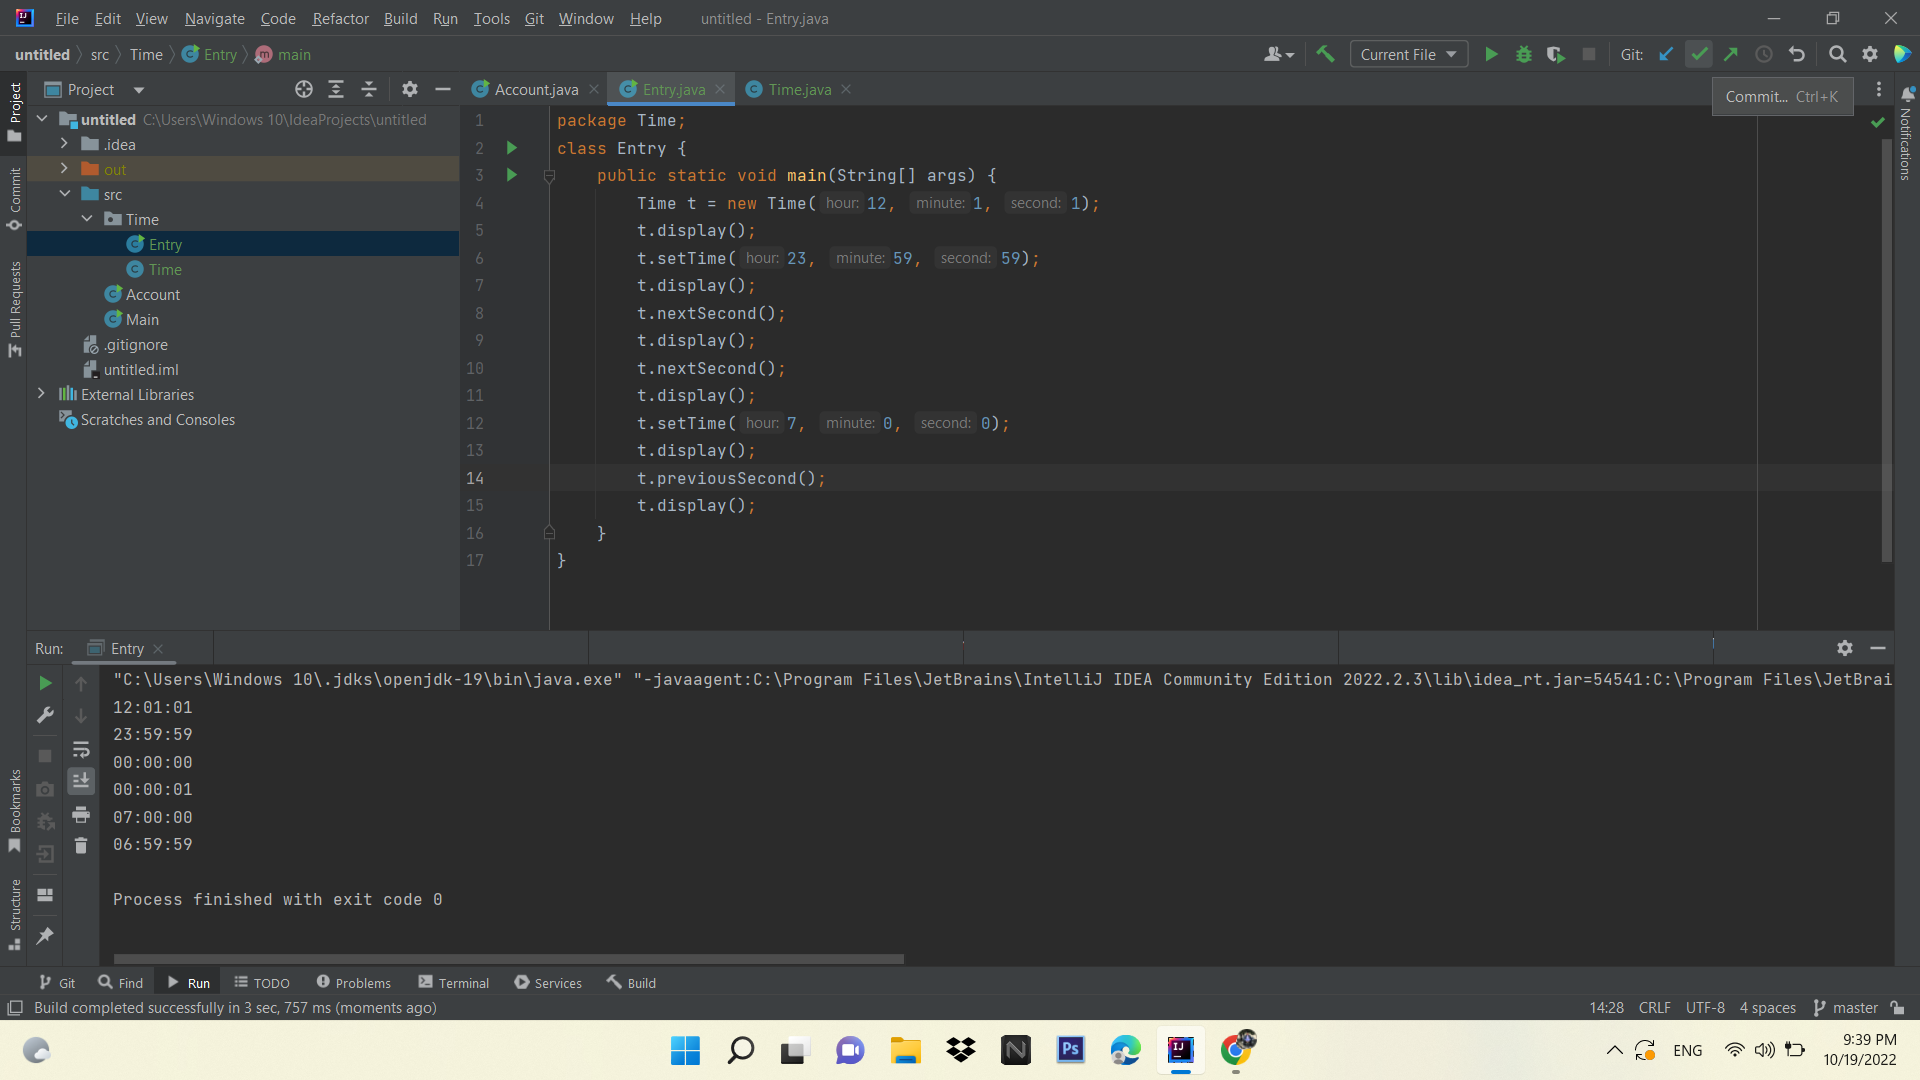 File Edit View Navigate Code Refactor Build Run Tools Git Window Help untitled - Entry.java
untitled src Time Entry main
Current File Git:
Project
Account.java Entry.java Time.java
Commit... Ctrl+K
untitled C:\Users\Windows 10\IdeaProjects\untitled
.idea
out
src
Time
Entry
Time
Account
Main
.gitignore
untitled.iml
External Libraries
Scratches and Consoles
1 package Time;
2 class Entry {
3 public static void main(String[] args) {
4 Time t = new Time( hour: 12, minute: 1, second: 1);
5 t.display();
6 t.setTime( hour: 23, minute: 59, second: 59);
7 t.display();
8 t.nextSecond();
9 t.display();
10 t.nextSecond();
11 t.display();
12 t.setTime( hour: 7, minute: 0, second: 0);
13 t.display();
14 t.previousSecond();
15 t.display();
16 }
17 }
Project
Commit
Pull Requests
Bookmarks
Structure
Notifications
Run: Entry
"C:\Users\Windows 10\.jdks\openjdk-19\bin\java.exe" "-javaagent:C:\Program Files\JetBrains\IntelliJ IDEA Community Edition 2022.2.3\lib\idea_rt.jar=54541:C:\Program Files\JetBrai
12:01:01
23:59:59
00:00:00
00:00:01
07:00:00
06:59:59
Process finished with exit code 0
Git Find Run TODO Problems Terminal Services Build
Build completed successfully in 3 sec, 757 ms (moments ago) 14:28 CRLF UTF-8 4 spaces master
Ps
IJ
ENG
9:39 PM
10/19/2022